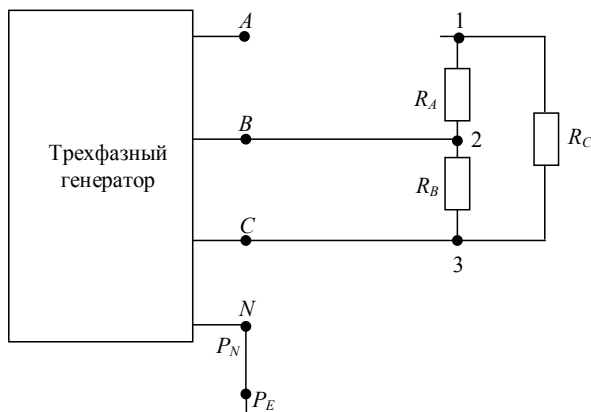 A
1
R_A
B
2
R_C
Трехфазный
генератор
R_B
C
3
N
P_N
P_E